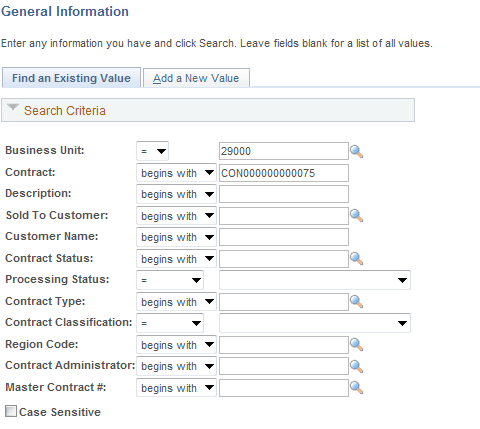 General Information
Enter any information you have and click Search. Leave fields blank for a list of all values.
Find an Existing Value Add a New Value
Search Criteria
Business Unit: = 29000
Contract: begins with CON000000000075
Description: begins with
Sold To Customer: begins with
Customer Name: begins with
Contract Status: begins with
Processing Status: =
Contract Type: begins with
Contract Classification: =
Region Code: begins with
Contract Administrator: begins with
Master Contract #: begins with
Case Sensitive